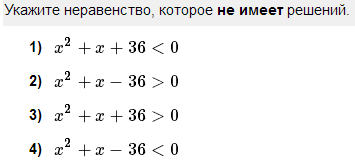 Укажите неравенство, которое не имеет решений.
1) x² + x + 36 < 0
2) x² + x − 36 > 0
3) x² + x + 36 > 0
4) x² + x − 36 < 0